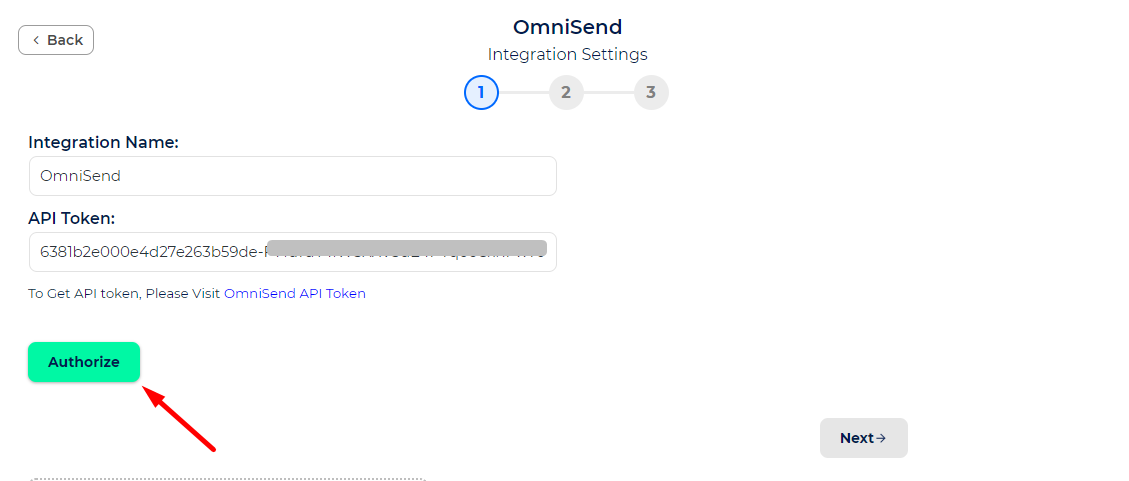 OmniSend
Back
Integration Settings
1 2 3
Integration Name:
OmniSend
API Token:
6381b2e000e4d27e263b59de-
To Get API token, Please Visit OmniSend API Token
Authorize
Next→